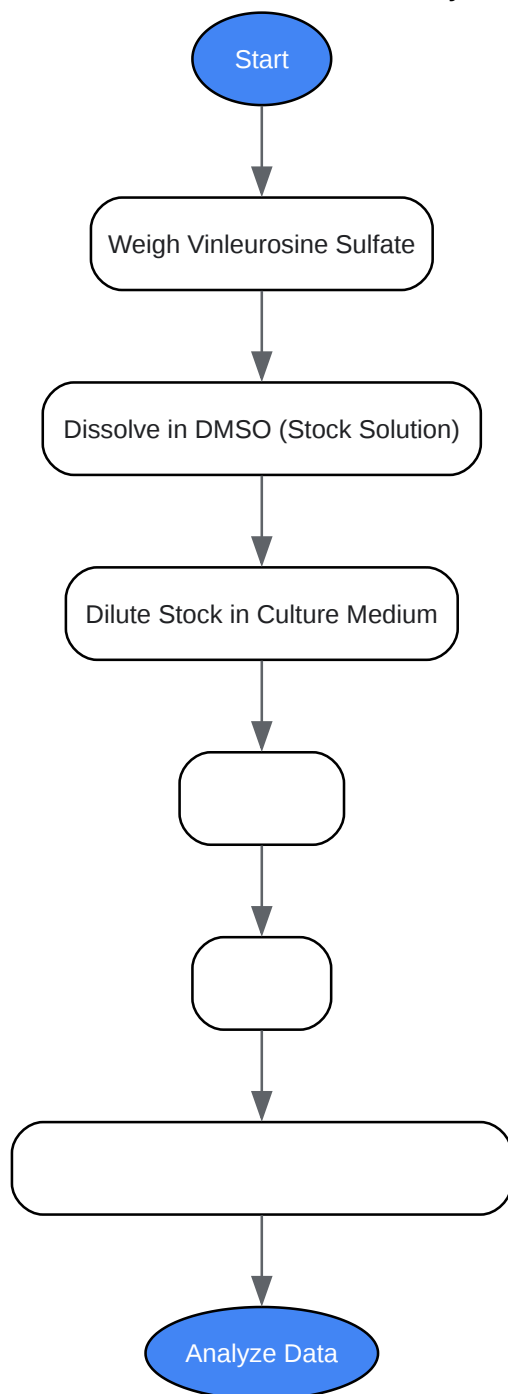 Start
Weigh Vinleurosine Sulfate
Dissolve in DMSO (Stock Solution)
Dilute Stock in Culture Medium
Analyze Data